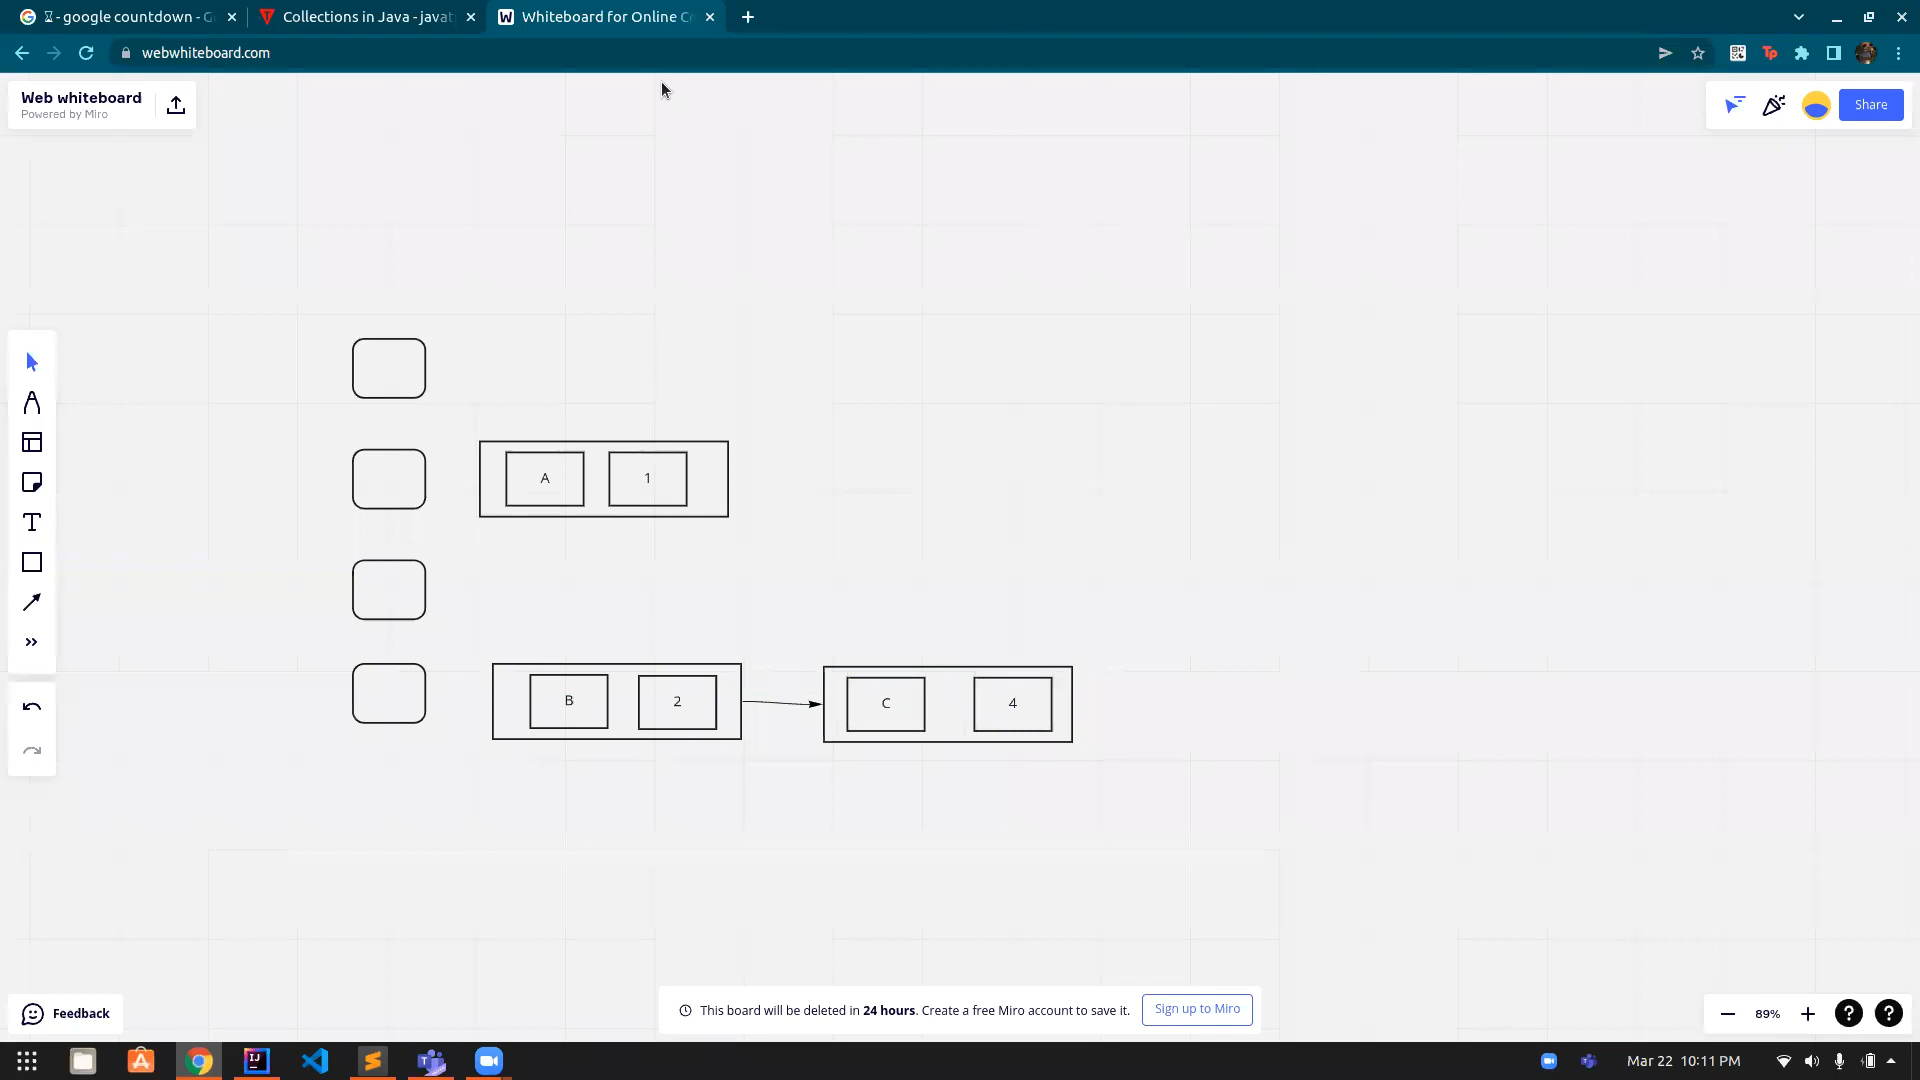 - google countdown - G
Collections in Java - javat
Whiteboard for Online C
webwhiteboard.com
Web whiteboard
Powered by Miro
Share
A
1
B
2
C
4
This board will be deleted in 24 hours. Create a free Miro account to save it.
Sign up to Miro
Feedback
89%
Mar 22 10:11 PM